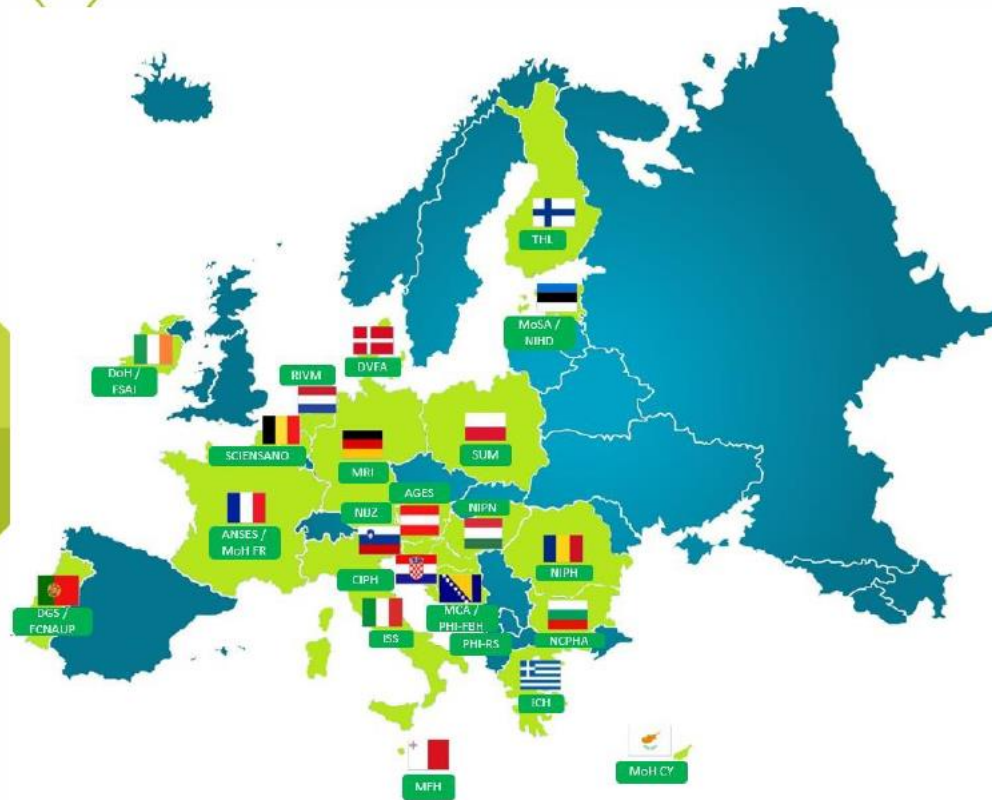 THL
MoSA /
NIHD
DoH /
FSAI
DVFA
RIVM
SCIENSANO
MRI
SUM
AGES
NIJZ
NIPN
ANSES /
MoH FR
CIPH
NIPH
DGS /
FCNAUP
MCA /
PHI-FBH
ISS
PHI-RS
NCPHA
ICH
MoH CY
MFH